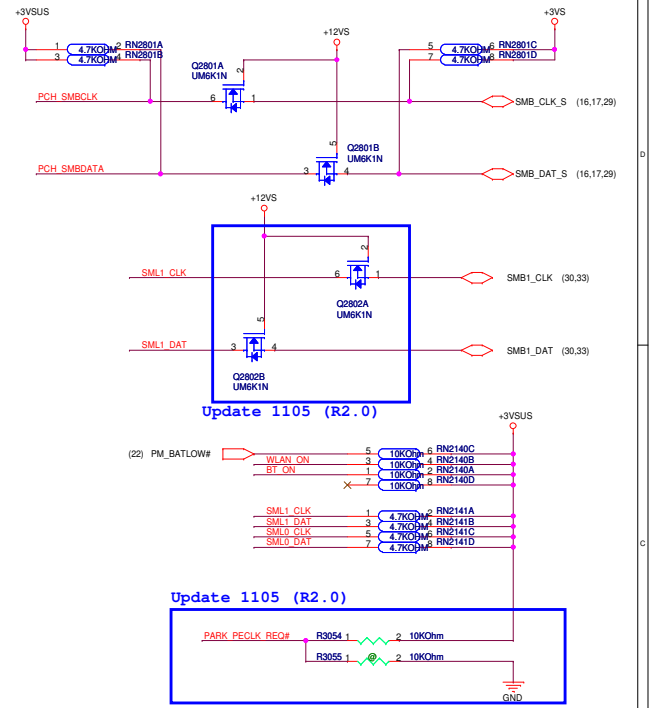 +3VSUS
+3VS
+12VS
1 4.7KOHM 2 RN2801A
3 4.7KOHM 4 RN2801B
5 4.7KOHM 6 RN2801C
7 4.7KOHM 8 RN2801D
Q2801A
UM6K1N
2
PCH_SMBCLK 6 1 SMB_CLK_S (16,17,29)
D
5
Q2801B
UM6K1N
PCH_SMBDATA 3 4 SMB_DAT_S (16,17,29)
+12VS
2
SML1_CLK 6 1 SMB1_CLK (30,33)
Q2802A
UM6K1N
5
SML1_DAT 3 4 SMB1_DAT (30,33)
Q2802B
UM6K1N
Update 1105 (R2.0)
+3VSUS
(22) PM_BATLOW# 5 10KOhm 6 RN2140C
WLAN_ON 3 10KOhm 4 RN2140B
BT_ON 1 10KOhm 2 RN2140A
7 10KOhm 8 RN2140D
SML1_CLK 1 4.7KOHM 2 RN2141A
SML1_DAT 3 4.7KOHM 4 RN2141B
SML0_CLK 5 4.7KOHM 6 RN2141C
SML0_DAT 7 4.7KOHM 8 RN2141D
C
Update 1105 (R2.0)
PARK_PECLK_REQ# R3054 1 2 10KOhm
R3055 1 @ 2 10KOhm
GND